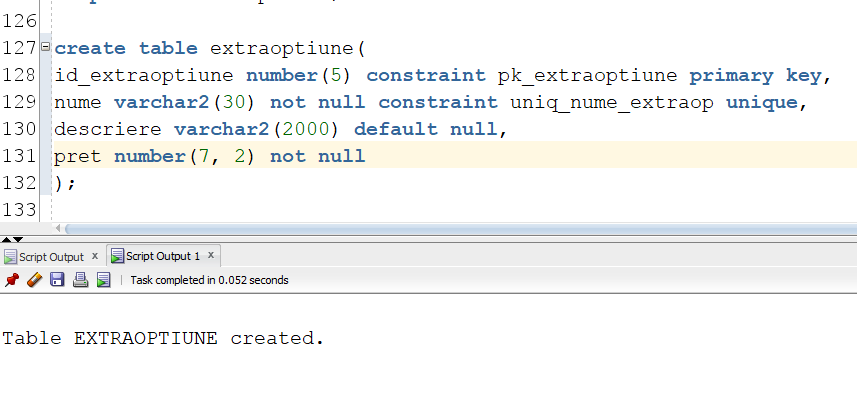 126
127 create table extraoptiune(
128 id_extraoptiune number(5) constraint pk_extraoptiune primary key,
129 nume varchar2(30) not null constraint uniq_nume_extraop unique,
130 descriere varchar2(2000) default null,
131 pret number(7, 2) not null
132 );
133
Script Output x Script Output 1 x
Task completed in 0.052 seconds
Table EXTRAOPTIUNE created.